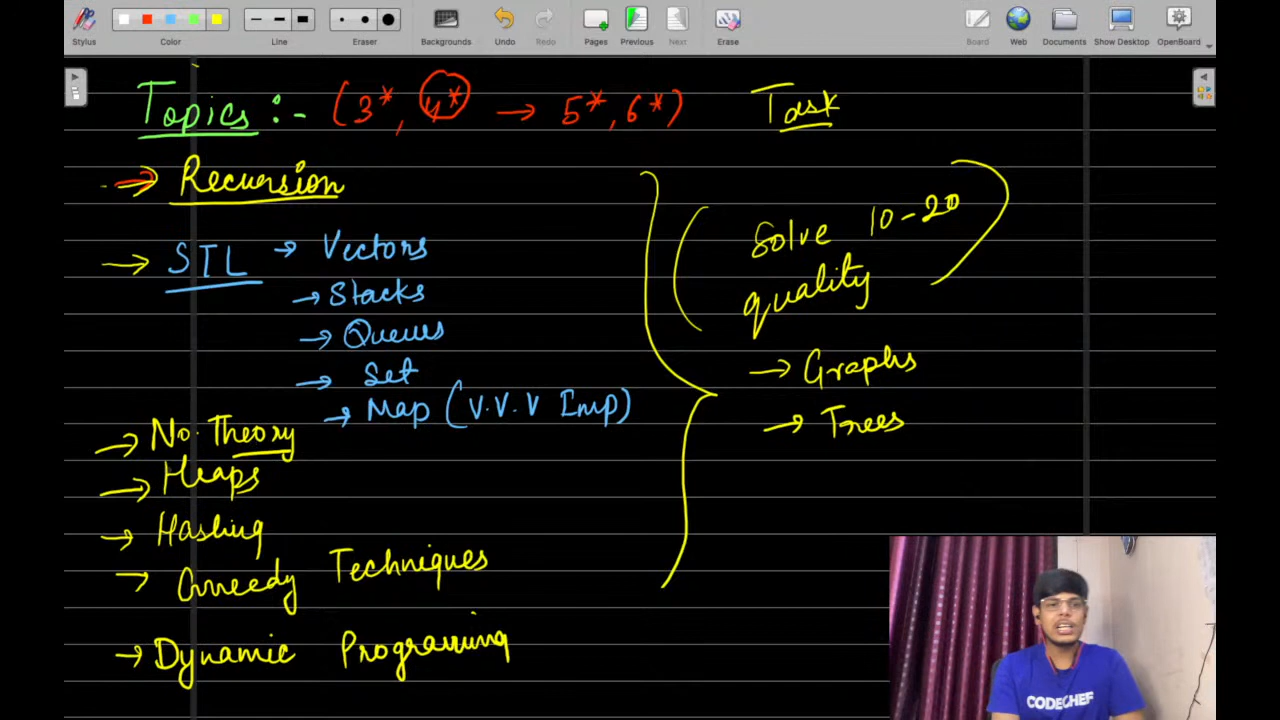 Stylus
Color
Line
Eraser
Backgrounds
Undo
Redo
Pages
Previous
Next
Erase
Board
Web
Documents
Show Desktop
OpenBoard
Topics :- (3*, 4* → 5*, 6*)
→ Recursion
→ STL → Vectors
→ Stacks
→ Queues
→ Set
→ Map (V.V.V Imp)
→ No. Theory
→ Heaps
→ Hashing
→ Greedy Techniques
→ Dynamic Programming
Task
Solve 10-20
quality
→ Graphs
→ Trees
CODECHEF